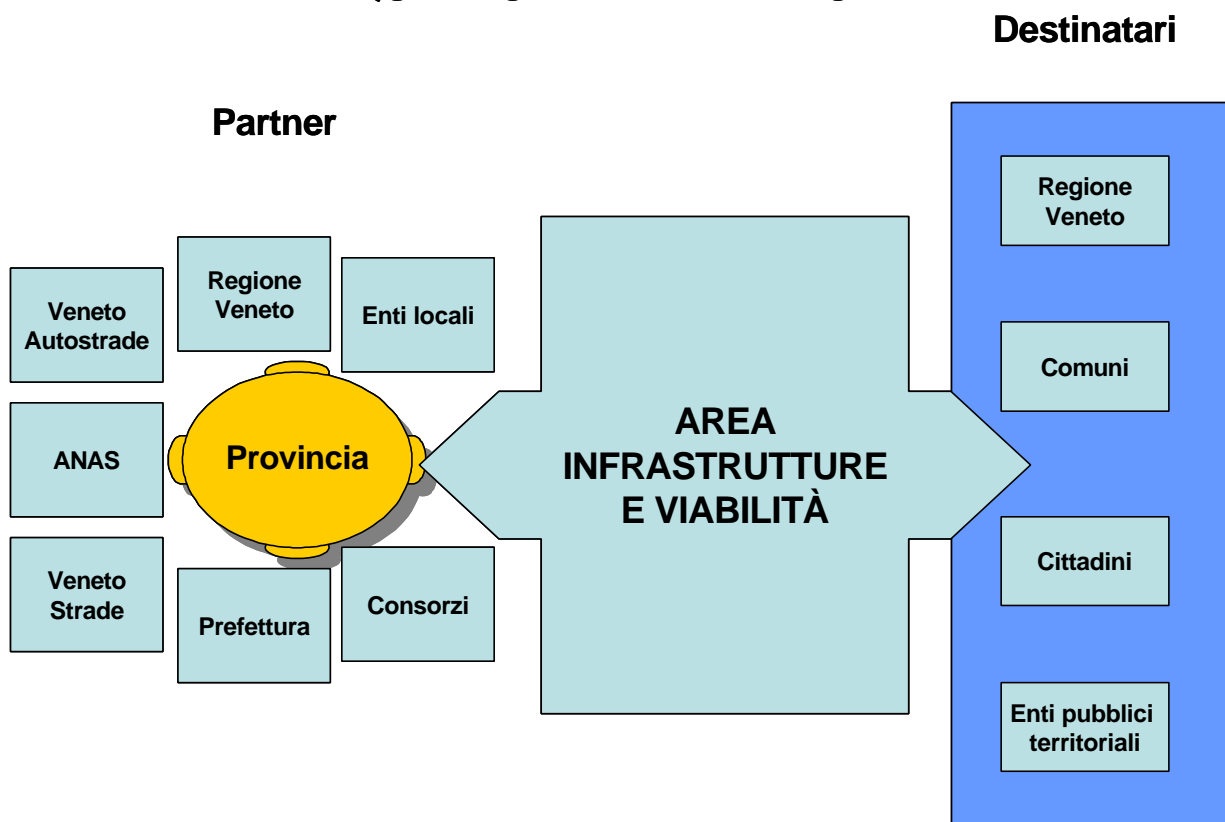 Destinatari
Partner
Regione
Veneto
Veneto
Autostrade
Regione
Veneto
Enti locali
Comuni
ANAS
Provincia
AREA
INFRASTRUTTURE
E VIABILITÀ
Veneto
Strade
Prefettura
Consorzi
Cittadini
Enti pubblici
territoriali